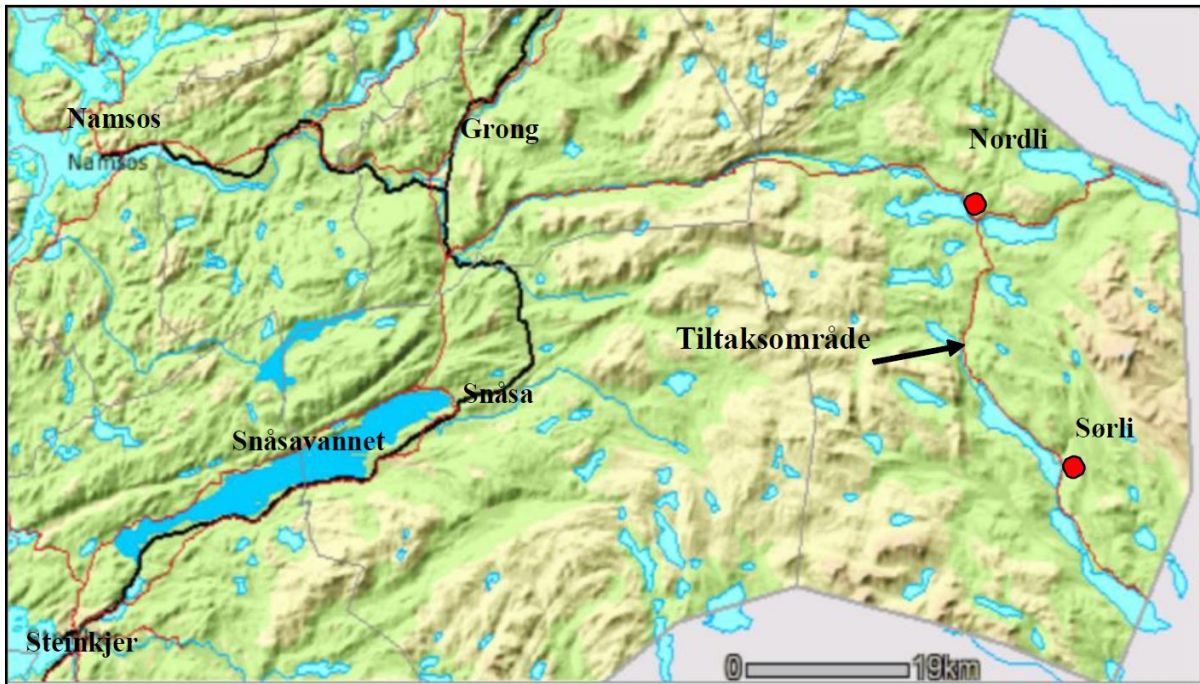 Namsos
Namsos
Grong
Nordli
Tiltaksområde
Snåsa
Snåsavannet
Sørli
Steinkjer
0 19km